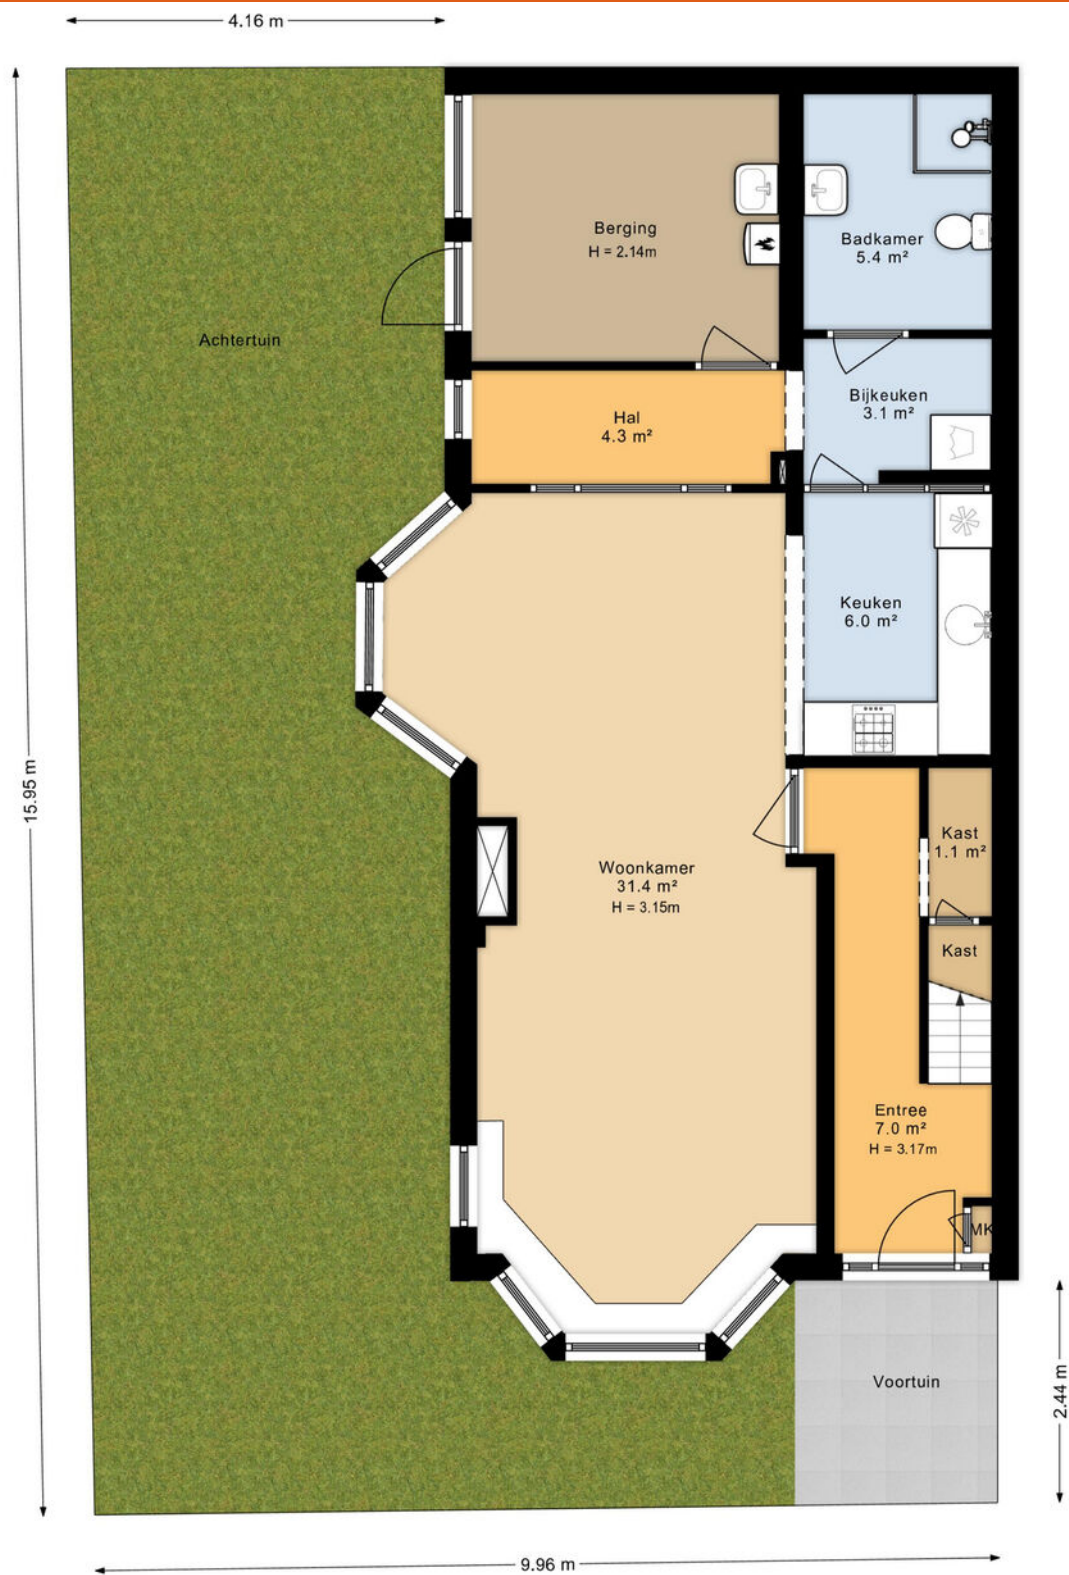 4.16 m
15.95 m
Berging
H = 2.14m
Badkamer
5.4 m²
Achtertuin
Bijkeuken
3.1 m²
Hal
4.3 m²
Keuken
6.0 m²
Kast
1.1 m²
Woonkamer
31.4 m²
H = 3.15m
Kast
Entree
7.0 m²
H = 3.17m
MK
Voortuin
2.44 m
9.96 m